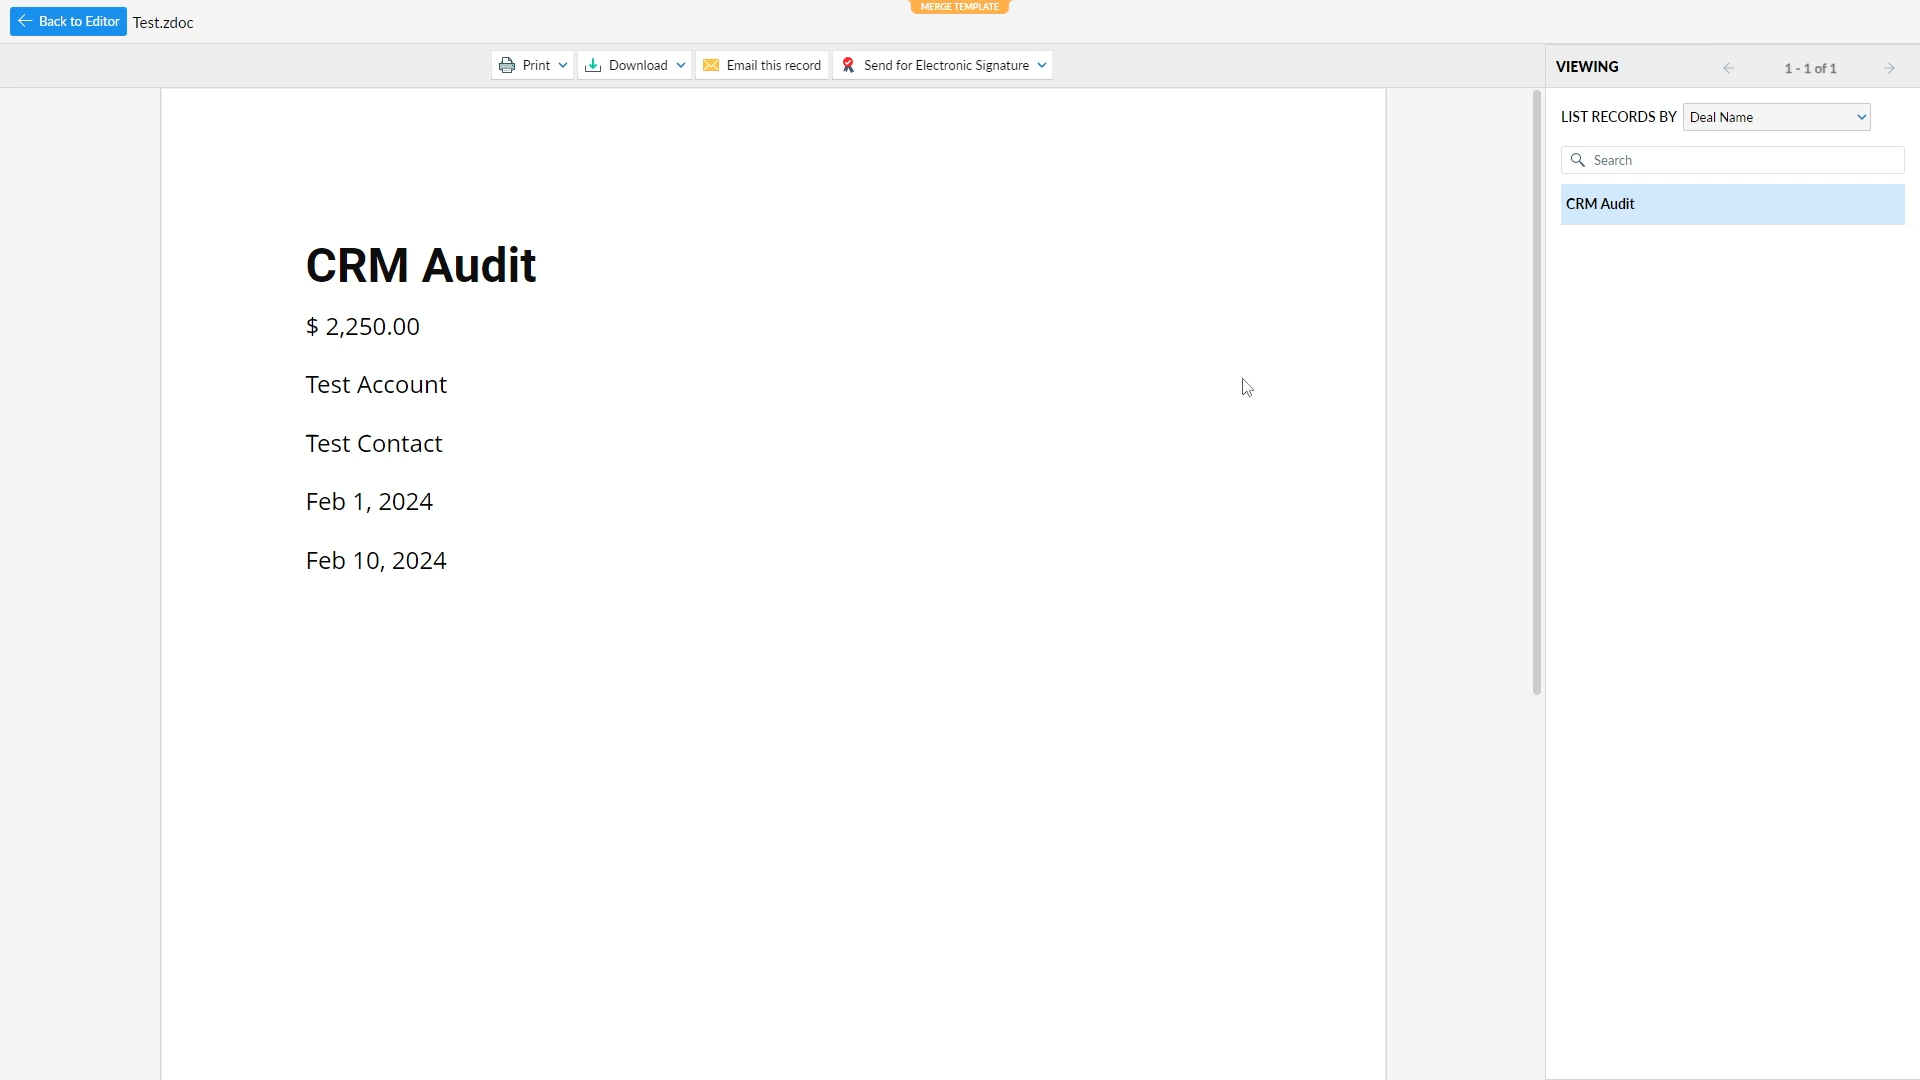 MERGE TEMPLATE
Back to Editor Test.zdoc
Print Download Email this record Send for Electronic Signature
VIEWING 1 - 1 of 1
LIST RECORDS BY Deal Name
Search
CRM Audit
CRM Audit
$ 2,250.00
Test Account
Test Contact
Feb 1, 2024
Feb 10, 2024